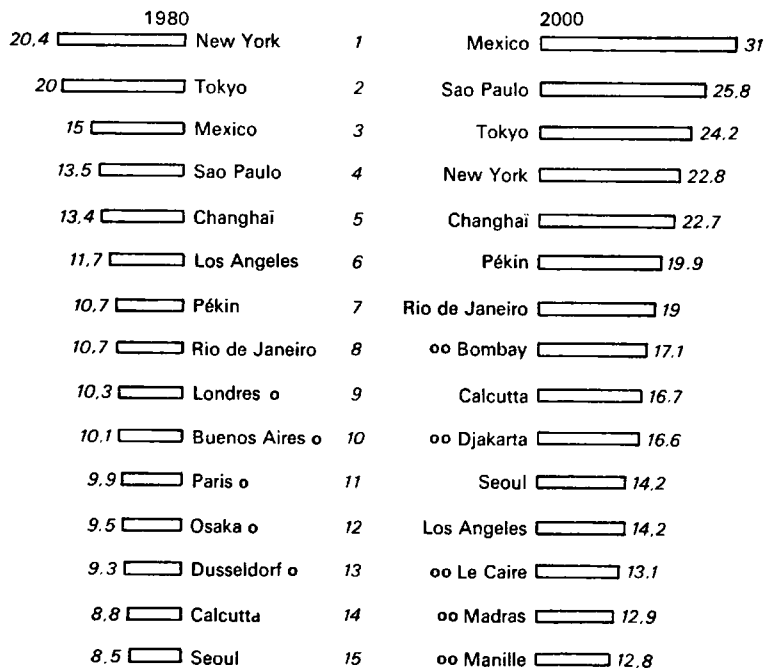 1980 2000
20,4 New York 1 Mexico 31
20 Tokyo 2 Sao Paulo 25.8
15 Mexico 3 Tokyo 24.2
13.5 Sao Paulo 4 New York 22.8
13,4 Changhaï 5 Changhaï 22.7
11,7 Los Angeles 6 Pékin 19.9
10,7 Pékin 7 Rio de Janeiro 19
10.7 Rio de Janeiro 8 oo Bombay 17.1
10,3 Londres o 9 Calcutta 16.7
10.1 Buenos Aires o 10 oo Djakarta 16.6
9.9 Paris o 11 Seoul 14,2
9.5 Osaka o 12 Los Angeles 14,2
9.3 Dusseldorf o 13 oo Le Caire 13.1
8,8 Calcutta 14 oo Madras 12.9
8.5 Seoul 15 oo Manille 12,8